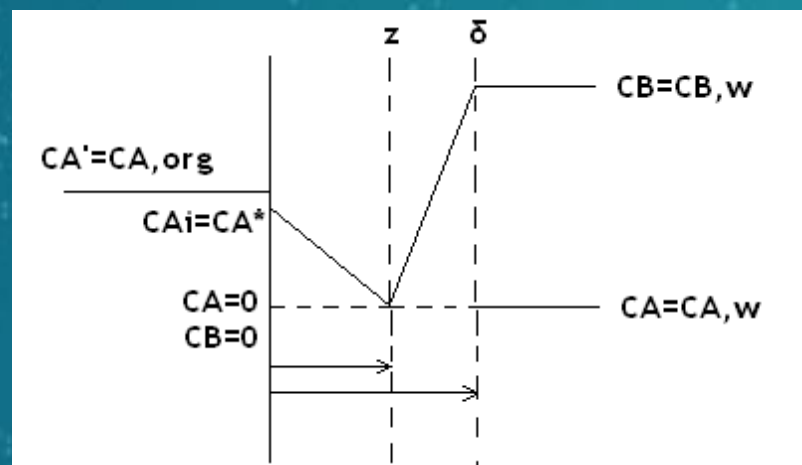 z δ
CB=CB,w
CA'=CA,org
CAi=CA*
CA=0
CA=CA,w
CB=0